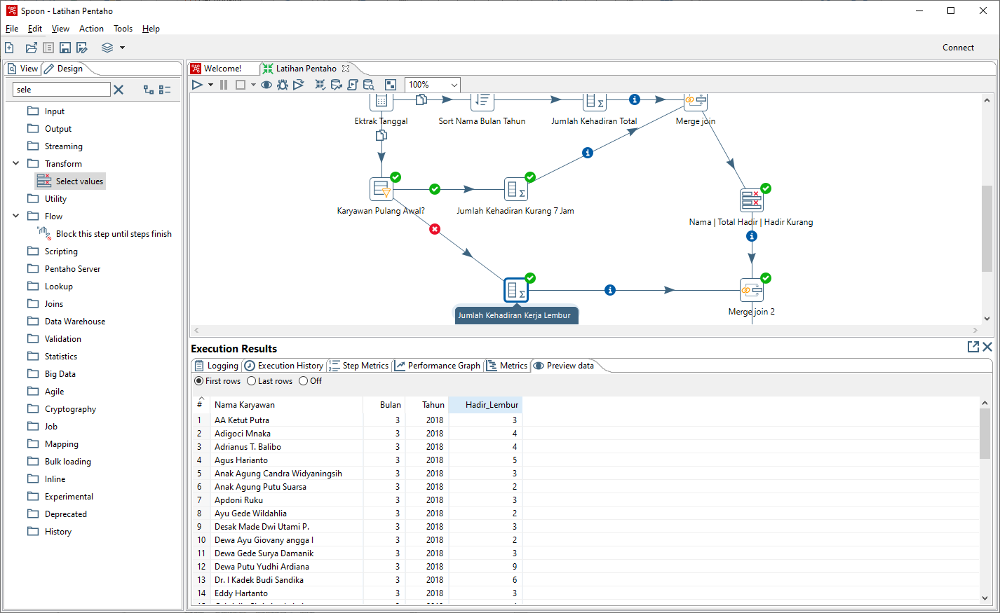 Spoon - Latihan Pentaho
File Edit View Action Tools Help
Connect
View Design
sele
Input
Output
Streaming
Transform
Select values
Utility
Flow
Block this step until steps finish
Scripting
Pentaho Server
Lookup
Joins
Data Warehouse
Validation
Statistics
Big Data
Agile
Cryptography
Job
Mapping
Bulk loading
Inline
Experimental
Deprecated
History
Welcome! Latihan Pentaho
100%
Ektrak Tanggal Sort Nama Bulan Tahun Jumlah Kehadiran Total Merge join
Karyawan Pulang Awal? Jumlah Kehadiran Kurang 7 Jam
Nama | Total Hadir | Hadir Kurang
Jumlah Kehadiran Kerja Lembur
Merge join 2
Execution Results
Logging Execution History Step Metrics Performance Graph Metrics Preview data
First rows Last rows Off
# Nama Karyawan Bulan Tahun Hadir_Lembur
1 AA Ketut Putra 3 2018 3
2 Adigoci Mnaka 3 2018 4
3 Adrianus T. Balibo 3 2018 4
4 Agus Harianto 3 2018 5
5 Anak Agung Candra Widyaningsih 3 2018 3
6 Anak Agung Putu Suarsa 3 2018 2
7 Apdoni Ruku 3 2018 3
8 Ayu Gede Wildahlia 3 2018 2
9 Desak Made Dwi Utami P. 3 2018 3
10 Dewa Ayu Giovany angga I 3 2018 2
11 Dewa Gede Surya Damanik 3 2018 3
12 Dewa Putu Yudhi Ardiana 3 2018 9
13 Dr. I Kadek Budi Sandika 3 2018 6
14 Eddy Hartanto 3 2018 3